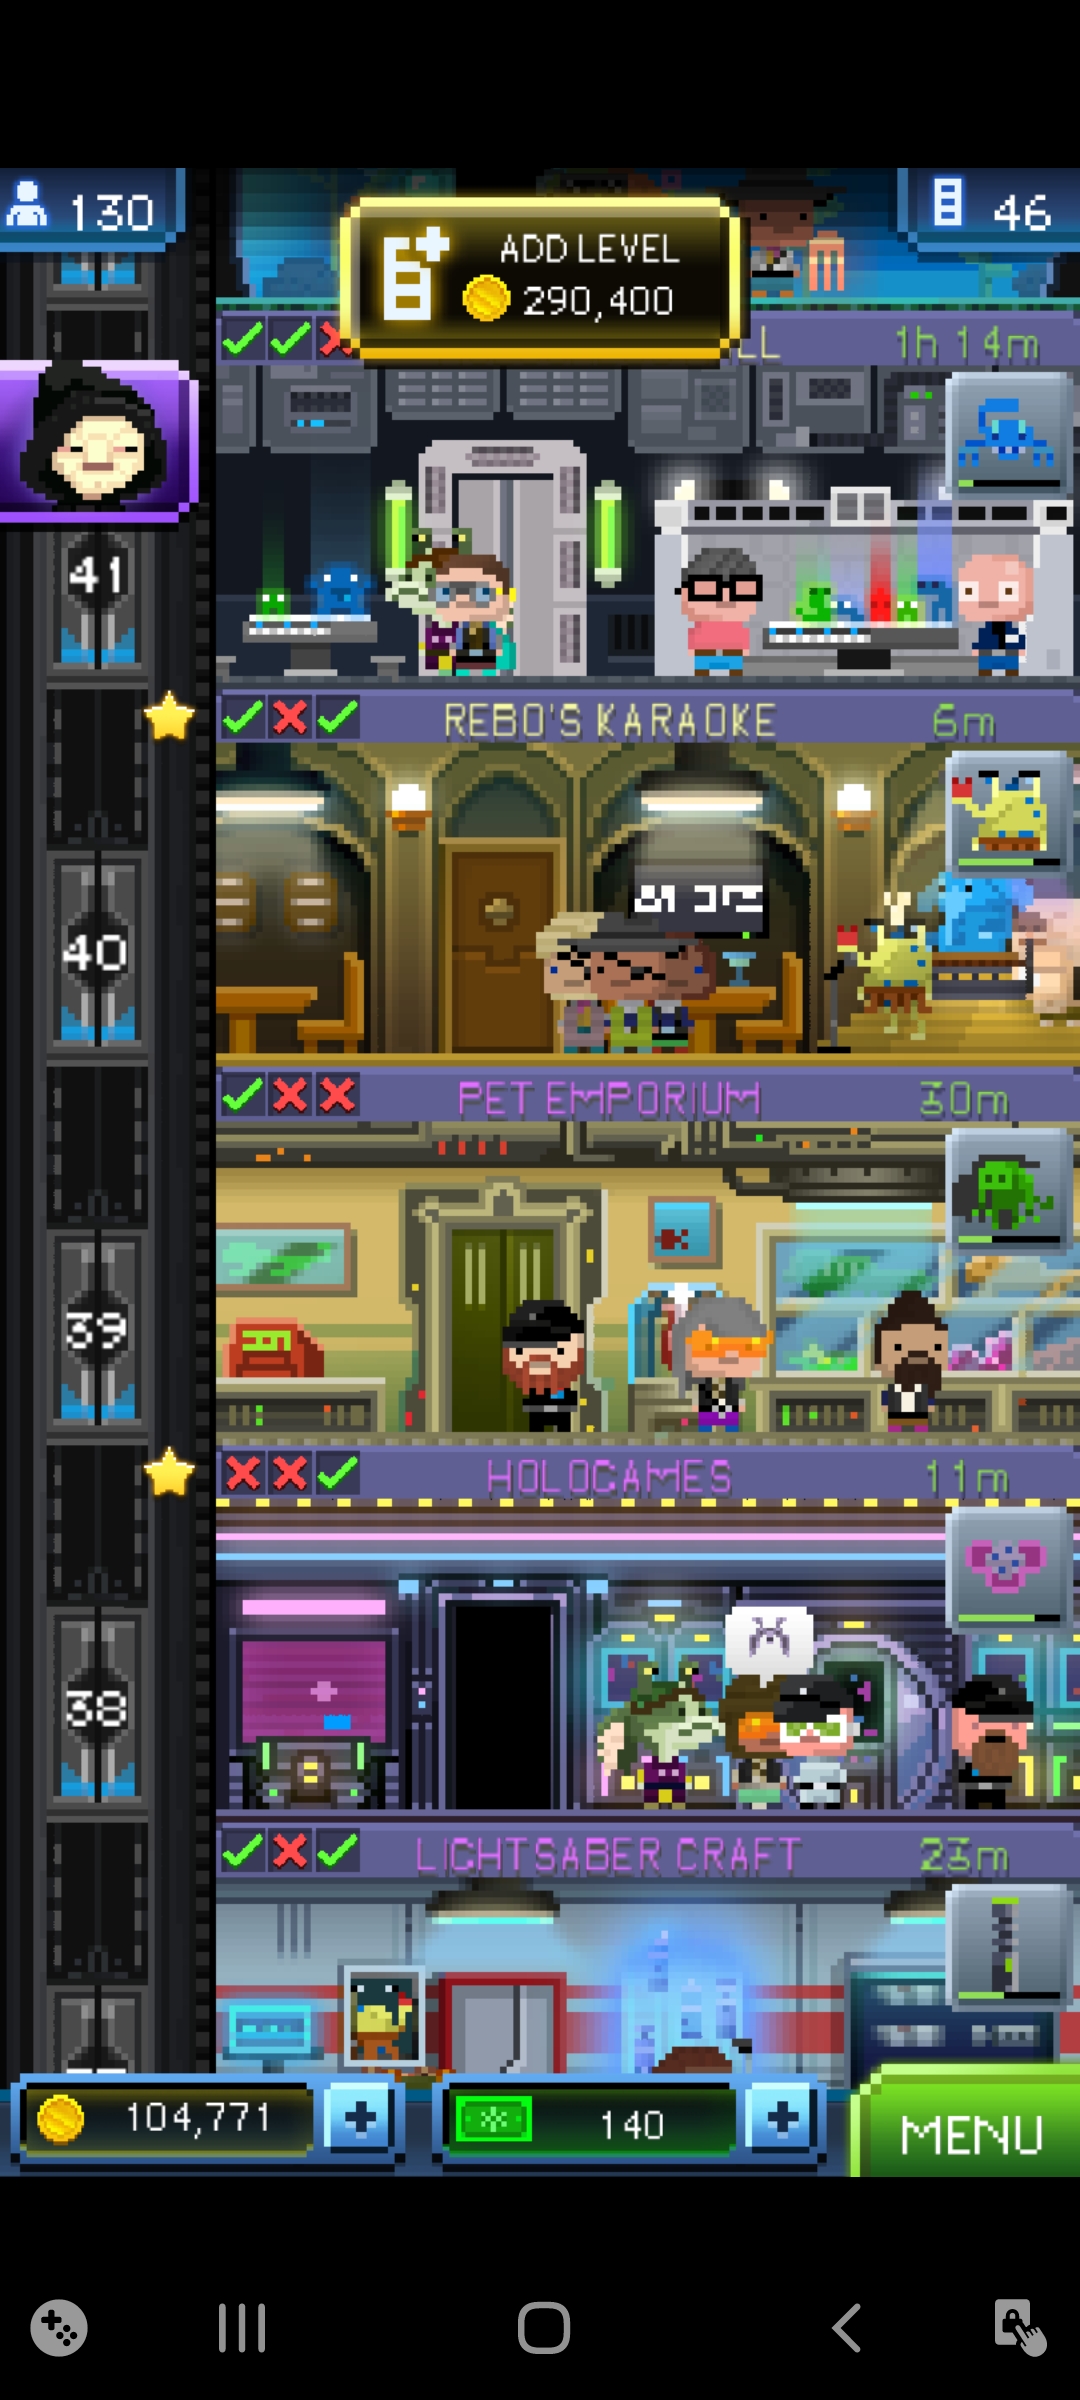 130
ADD LEVEL
290,400
46
LL
1h 14m
41
REBO'S KARAOKE
6m
40
PET EMPORIUM
30m
39
HOLOGAMES
11m
38
LIGHTSABER CRAFT
23m
104,771
140
MENU